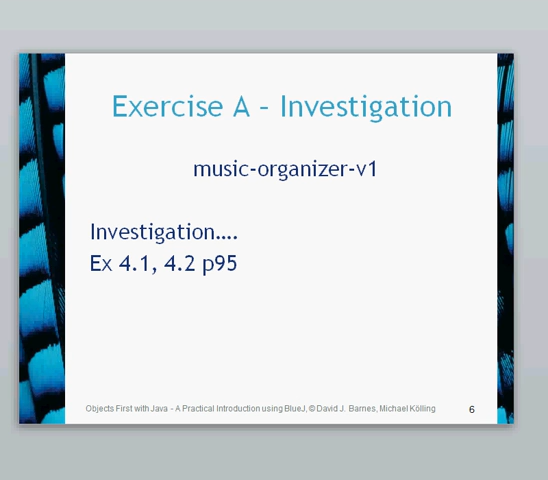 Exercise A – Investigation
music-organizer-v1
Investigation....
Ex 4.1, 4.2 p95
Objects First with Java - A Practical Introduction using BlueJ, © David J. Barnes, Michael Kölling
6